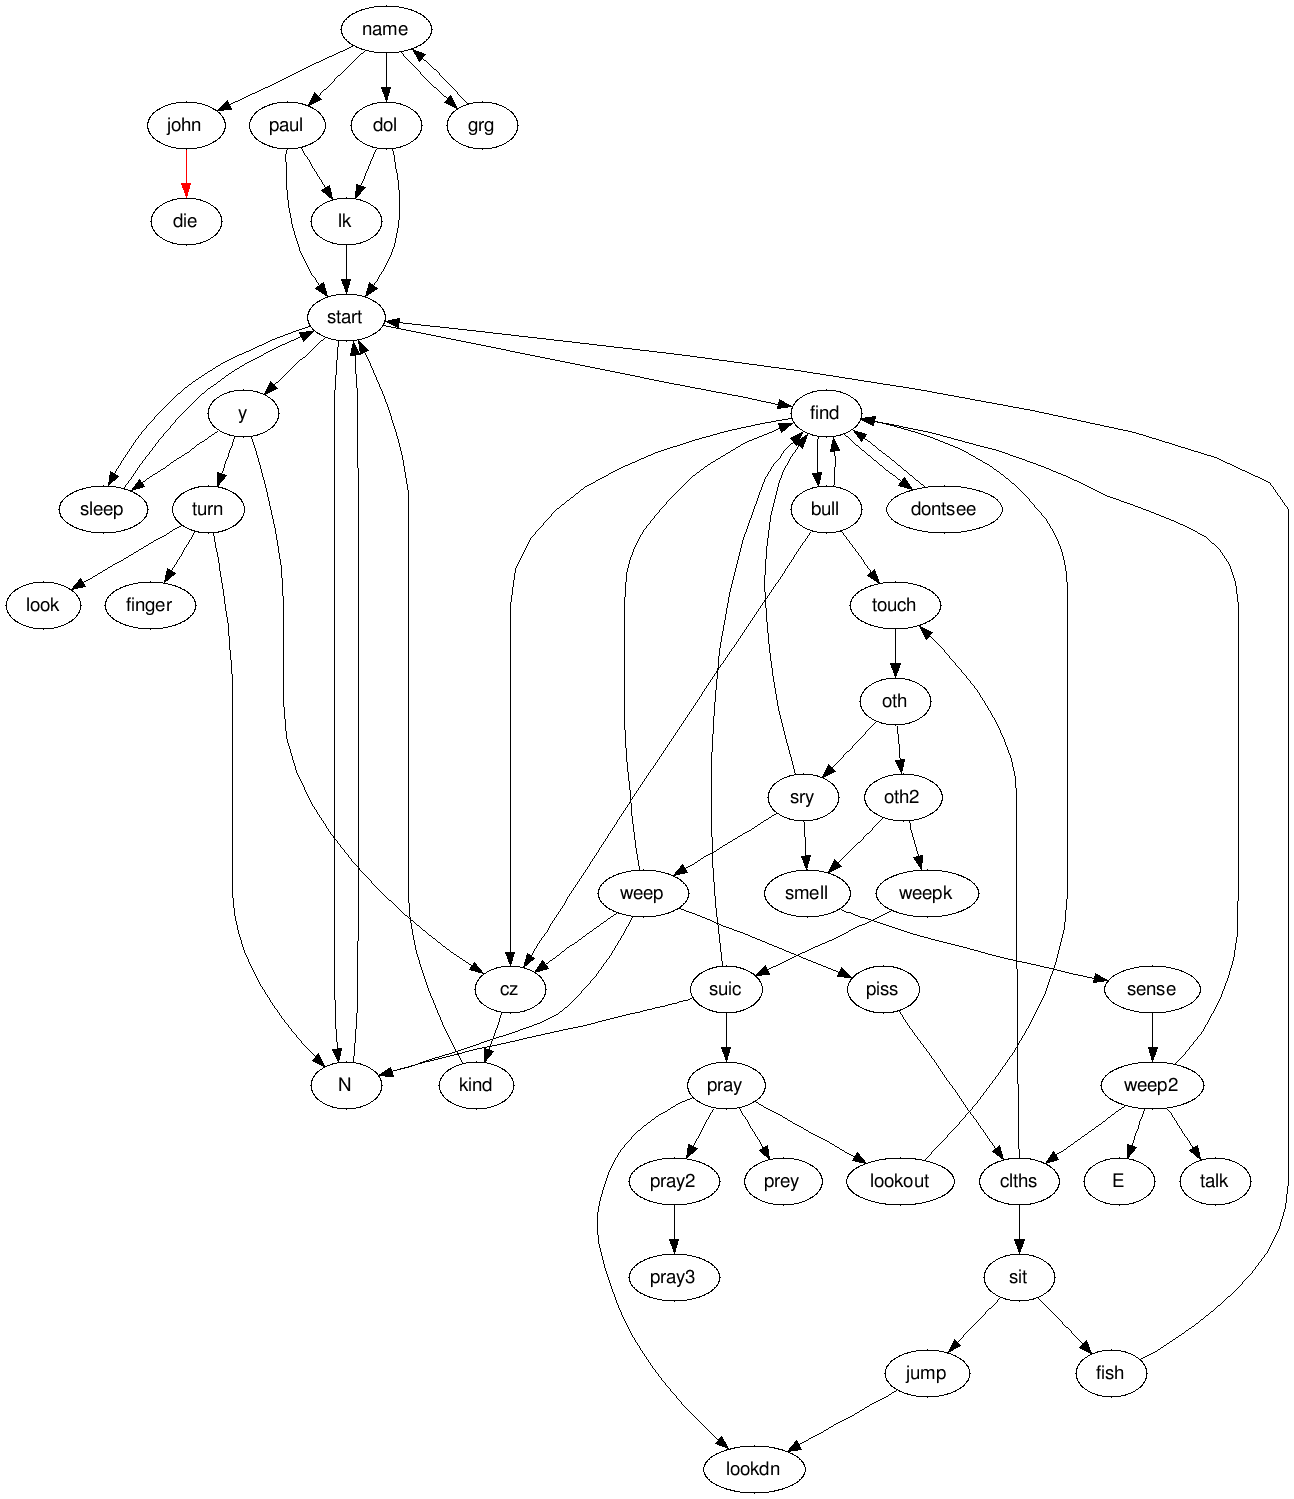 name
john
paul
dol
grg
die
lk
start
y
find
sleep
turn
bull
dontsee
look
finger
touch
oth
sry
oth2
weep
smell
weepk
cz
suic
piss
sense
N
kind
pray
weep2
pray2
prey
lookout
clths
E
talk
pray3
sit
jump
fish
lookdn